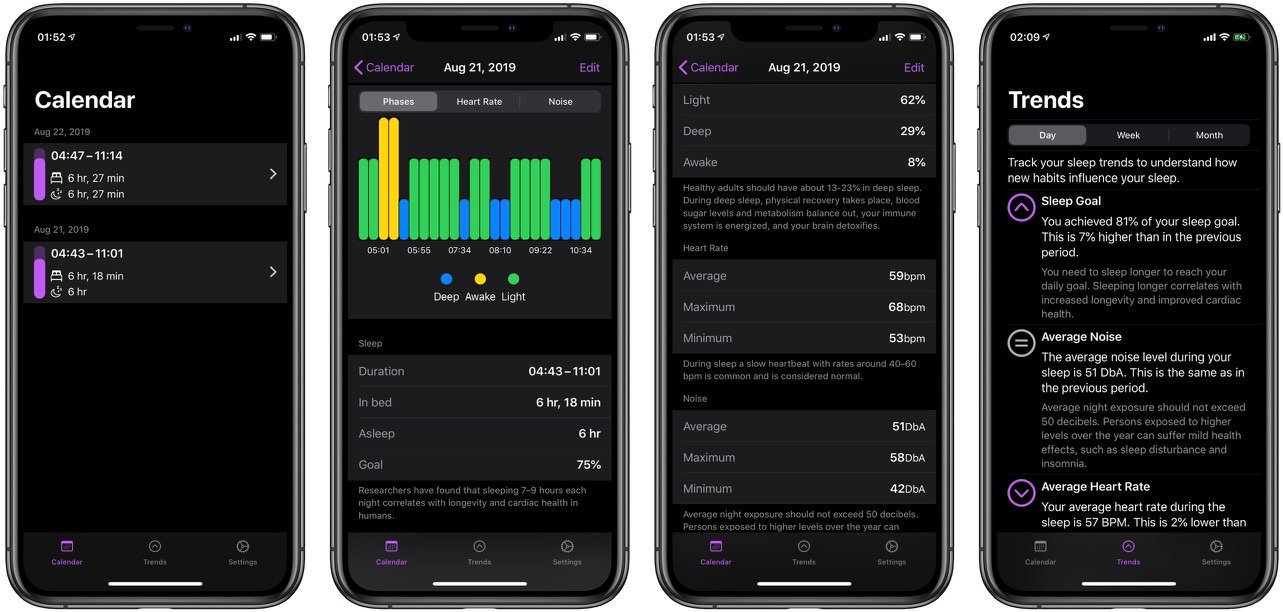 01:52
Calendar
Aug 22, 2019
04:47–11:14
6 hr, 27 min
6 hr, 27 min
Aug 21, 2019
04:43–11:01
6 hr, 18 min
6 hr
Calendar
Trends
Settings
01:53
Calendar
Aug 21, 2019
Edit
Phases
Heart Rate
Noise
05:01
05:55
07:34
08:10
09:22
10:34
Deep
Awake
Light
Sleep
Duration
04:43–11:01
In bed
6 hr, 18 min
Asleep
6 hr
Goal
75%
Researchers have found that sleeping 7–9 hours each
night correlates with longevity and cardiac health in
humans.
Calendar
Trends
Settings
01:53
Calendar
Aug 21, 2019
Edit
Light
62%
Deep
29%
Awake
8%
Healthy adults should have about 13-23% in deep sleep.
During deep sleep, physical recovery takes place, blood
sugar levels and metabolism balance out, your immune
system is energized, and your brain detoxifies.
Heart Rate
Average
59bpm
Maximum
68bpm
Minimum
53bpm
During sleep a slow heartbeat with rates around 40–60
bpm is common and is considered normal.
Noise
Average
51DbA
Maximum
58DbA
Minimum
42DbA
Average night exposure should not exceed 50 decibels.
Persons exposed to higher levels over the year can
Calendar
Trends
Settings
02:09
Trends
Day
Week
Month
Track your sleep trends to understand how
new habits influence your sleep.
Sleep Goal
You achieved 81% of your sleep goal.
This is 7% higher than in the previous
period.
You need to sleep longer to reach your
daily goal. Sleeping longer correlates with
increased longevity and improved cardiac
health.
Average Noise
The average noise level during your
sleep is 51 DbA. This is the same as in
the previous period.
Average night exposure should not exceed
50 decibels. Persons exposed to higher
levels over the year can suffer mild health
effects, such as sleep disturbance and
insomnia.
Average Heart Rate
Your average heart rate during the
sleep is 57 BPM. This is 2% lower than
Calendar
Trends
Settings